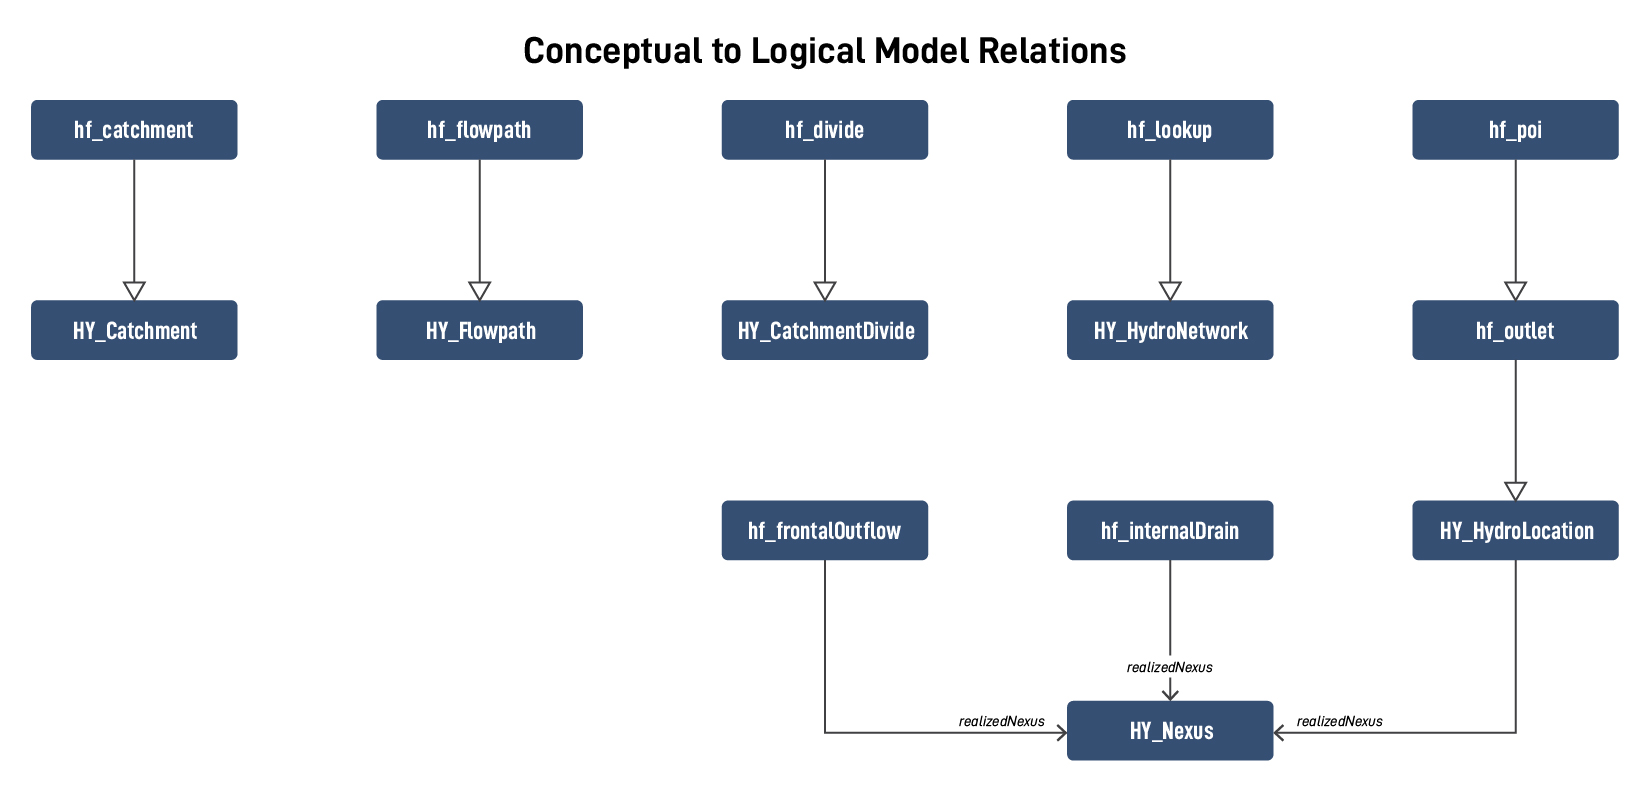 Conceptual to Logical Model Relations
hf_catchment
hf_flowpath
hf_divide
hf_lookup
hf_poi
HY_Catchment
HY_Flowpath
HY_CatchmentDivide
HY_HydroNetwork
hf_outlet
hf_frontalOutflow
hf_internalDrain
HY_HydroLocation
realizedNexus
realizedNexus
realizedNexus
HY_Nexus